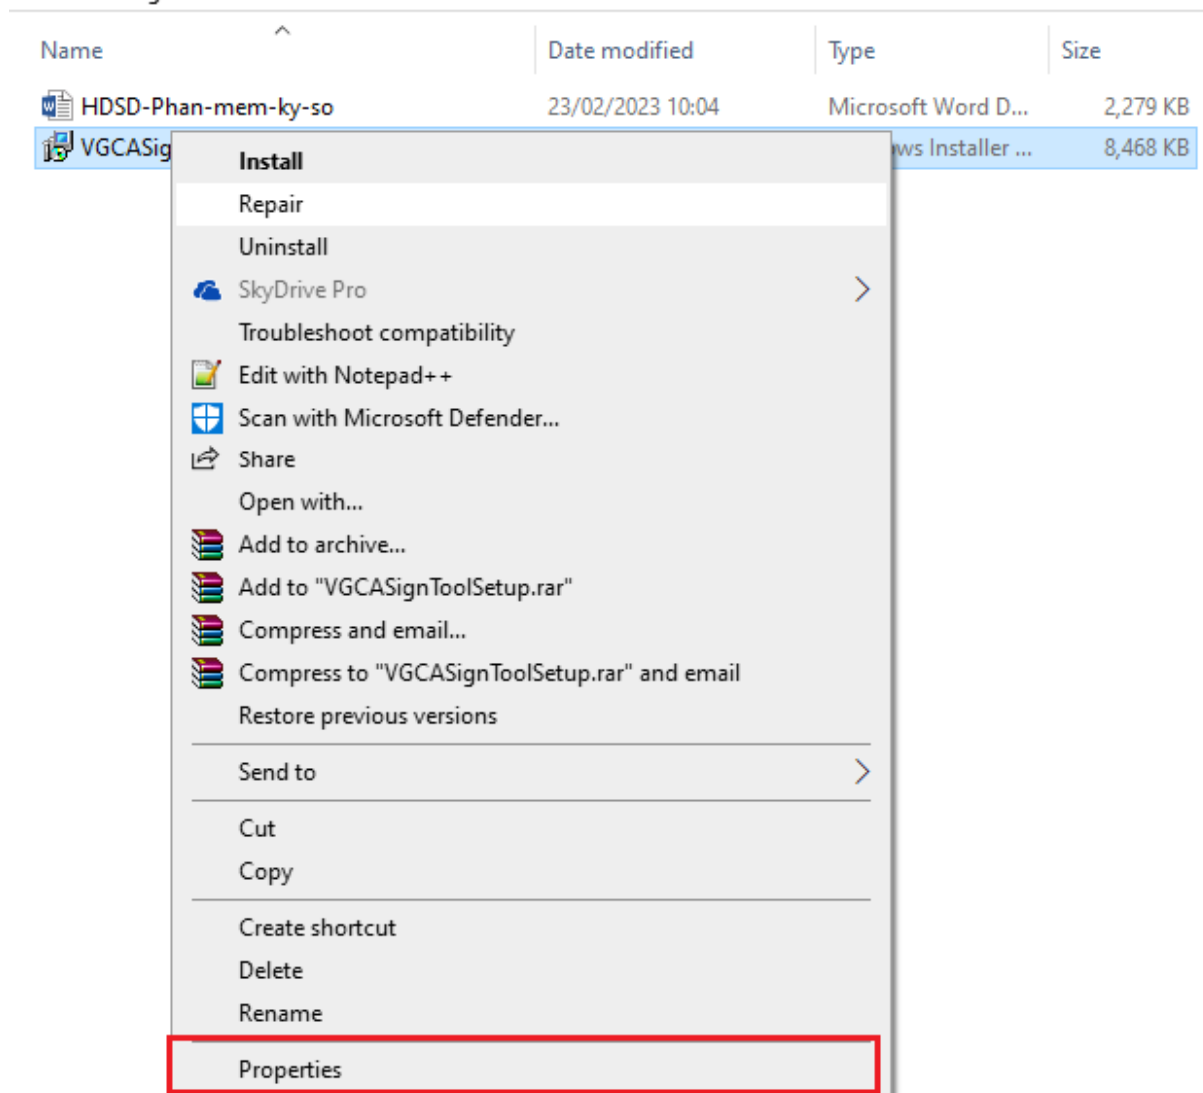 Name Date modified Type Size
HDSD-Phan-mem-ky-so 23/02/2023 10:04 Microsoft Word D... 2,279 KB
VGCASig ws Installer ... 8,468 KB
Install
Repair
Uninstall
SkyDrive Pro
Troubleshoot compatibility
Edit with Notepad++
Scan with Microsoft Defender...
Share
Open with...
Add to archive...
Add to "VGCASignToolSetup.rar"
Compress and email...
Compress to "VGCASignToolSetup.rar" and email
Restore previous versions
Send to
Cut
Copy
Create shortcut
Delete
Rename
Properties